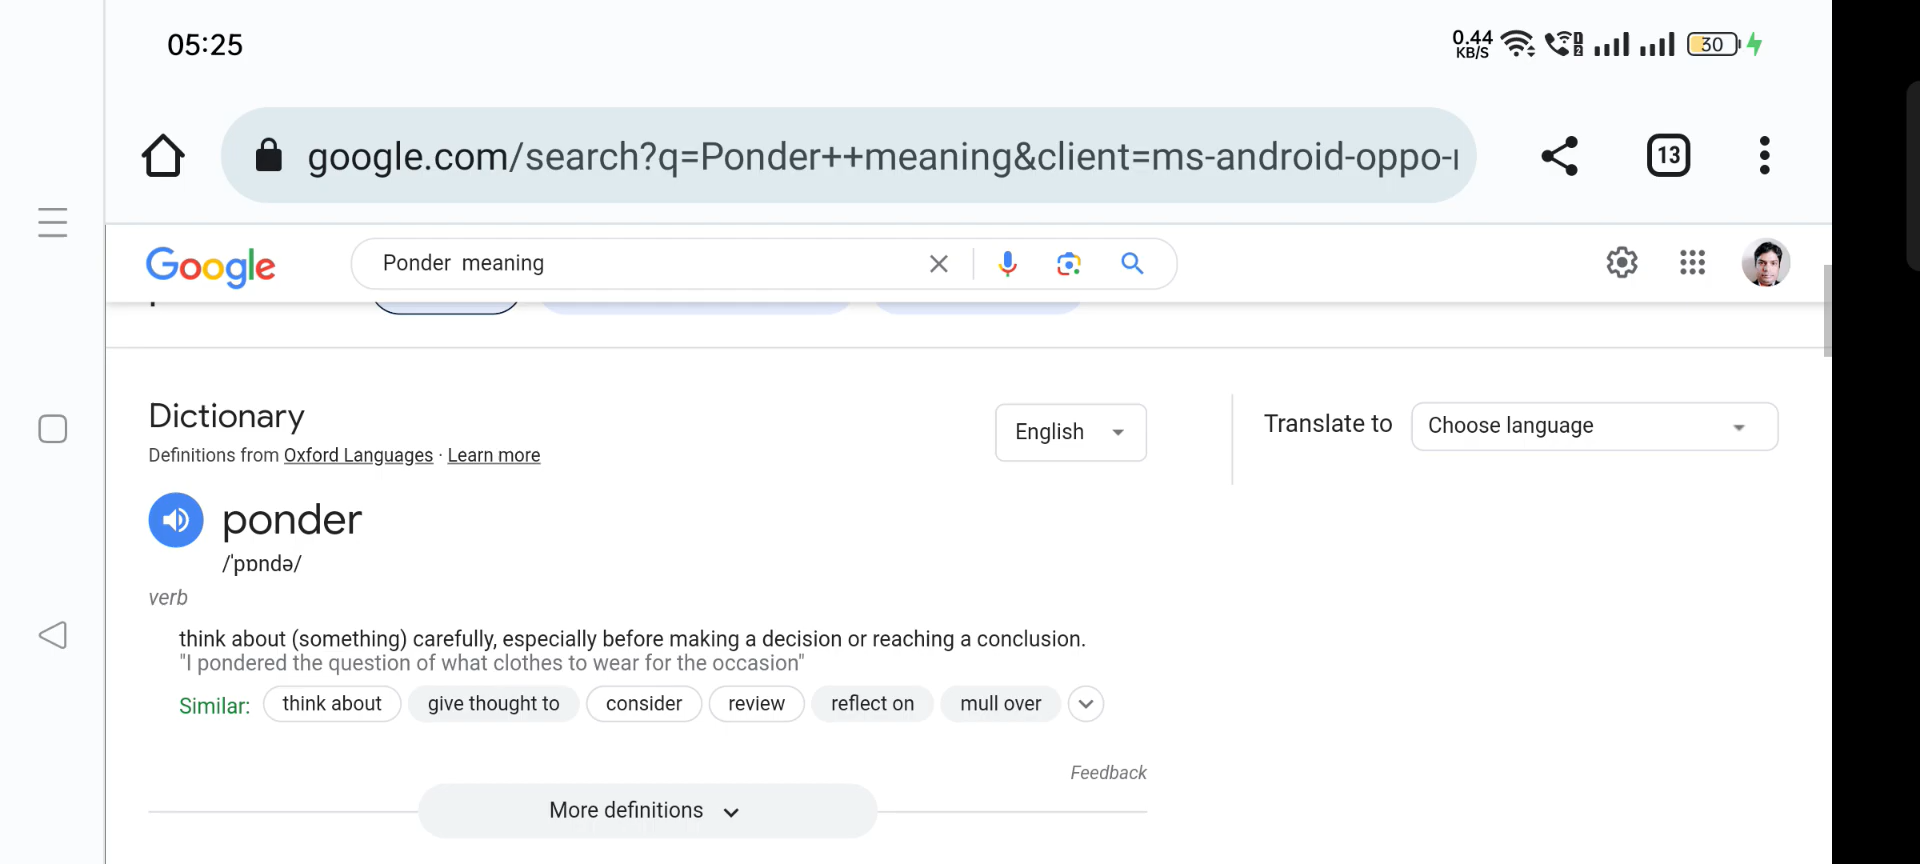 05:25
0.44 KB/S
30
google.com/search?q=Ponder++meaning&client=ms-android-oppo-
13
Google
Ponder  meaning
Dictionary
Definitions from Oxford Languages · Learn more
English
Translate to
Choose language
ponder
/ˈpɒndə/
verb
think about (something) carefully, especially before making a decision or reaching a conclusion.
"I pondered the question of what clothes to wear for the occasion"
Similar: think about give thought to consider review reflect on mull over
Feedback
More definitions